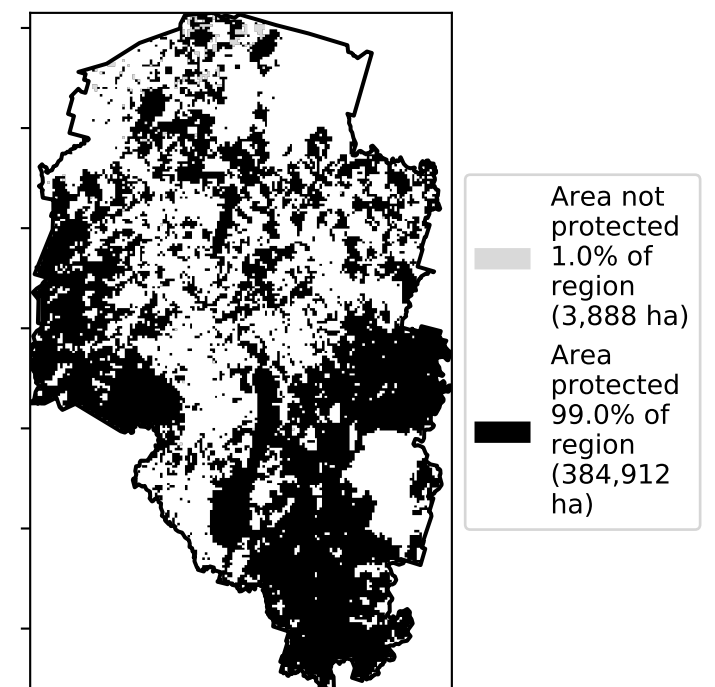 Area not
protected
1.0% of
region
(3,888 ha)
Area
protected
99.0% of
region
(384,912
ha)